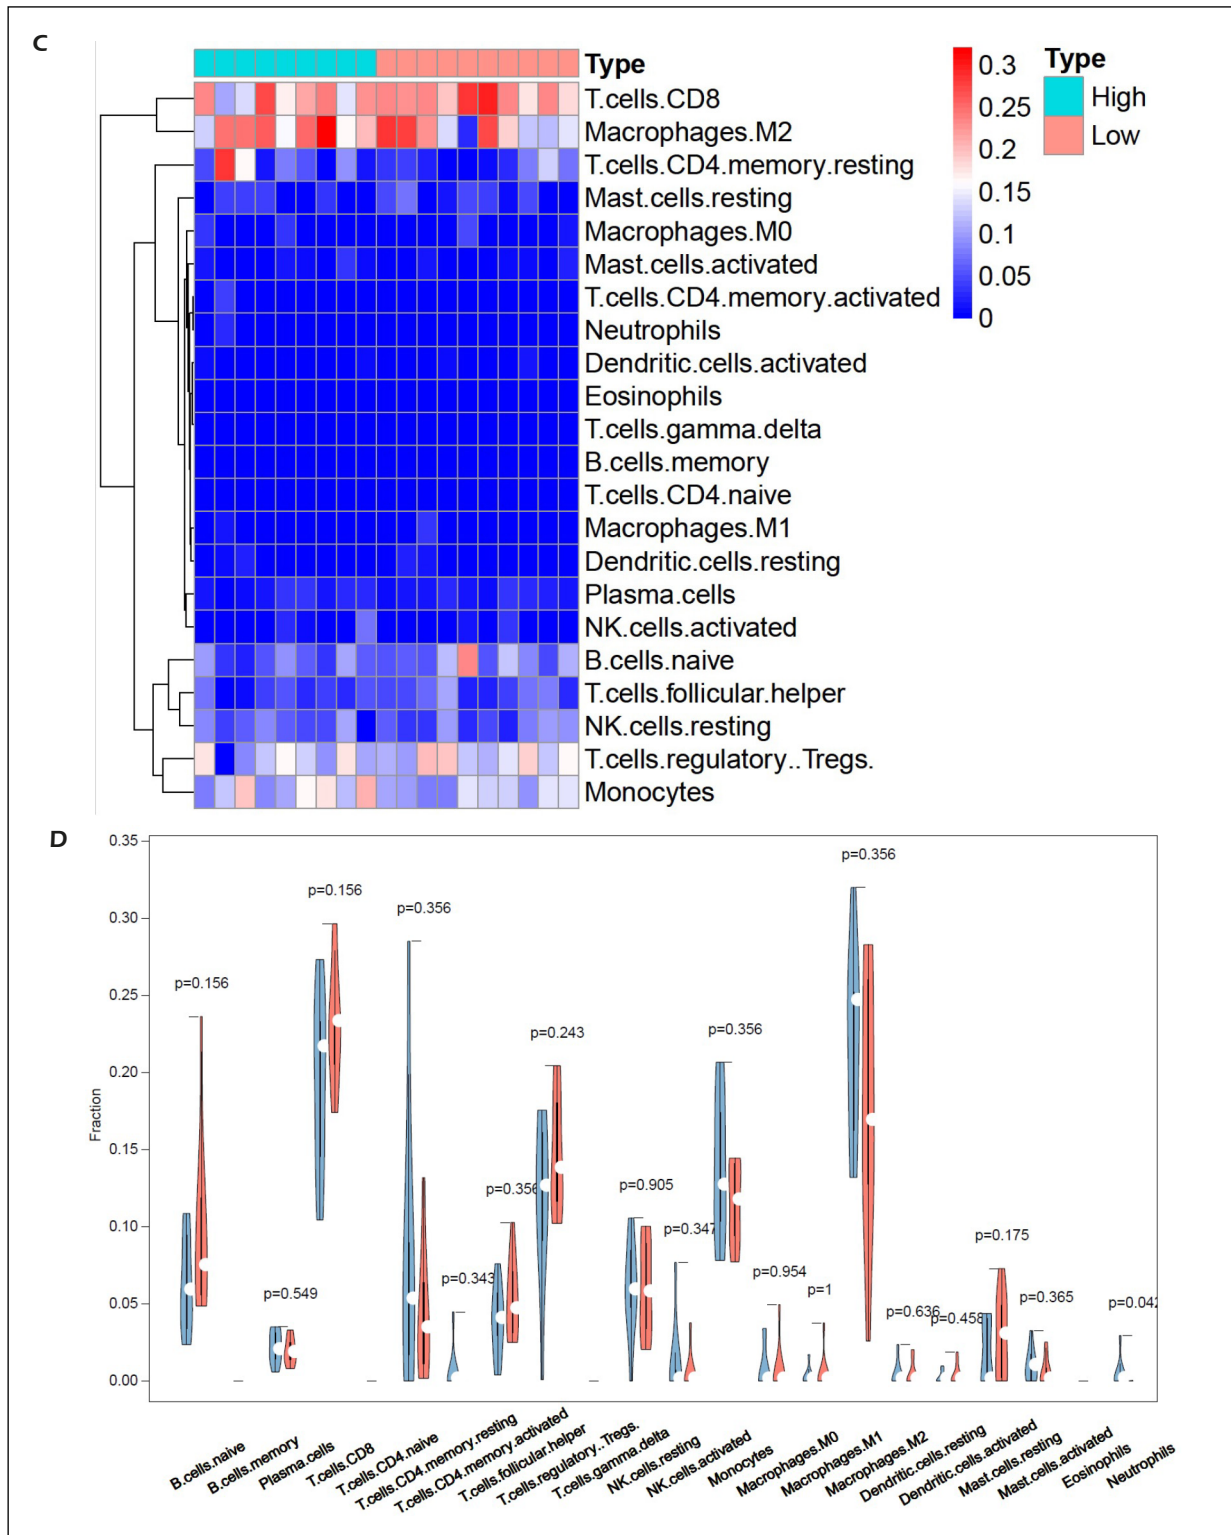 C
Type
T.cells.CD8
Macrophages.M2
T.cells.CD4.memory.resting
Mast.cells.resting
Macrophages.M0
Mast.cells.activated
T.cells.CD4.memory.activated
Neutrophils
Dendritic.cells.activated
Eosinophils
T.cells.gamma.delta
B.cells.memory
T.cells.CD4.naive
Macrophages.M1
Dendritic.cells.resting
Plasma.cells
NK.cells.activated
B.cells.naive
T.cells.follicular.helper
NK.cells.resting
T.cells.regulatory..Tregs.
Monocytes
0.3
0.25
0.2
0.15
0.1
0.05
0
Type
High
Low
D
Fraction
0.35
0.30
0.25
0.20
0.15
0.10
0.05
0.00
p=0.156
p=0.549
p=0.156
p=0.356
p=0.343
p=0.356
p=0.243
p=0.905
p=0.347
p=0.356
p=0.954
p=1
p=0.356
p=0.636
p=0.458
p=0.175
p=0.365
p=0.042
B.cells.naive
B.cells.memory
Plasma.cells
T.cells.CD8
T.cells.CD4.naive
T.cells.CD4.memory.resting
T.cells.CD4.memory.activated
T.cells.follicular.helper
T.cells.regulatory..Tregs.
T.cells.gamma.delta
NK.cells.resting
NK.cells.activated
Monocytes
Macrophages.M0
Macrophages.M1
Macrophages.M2
Dendritic.cells.resting
Dendritic.cells.activated
Mast.cells.resting
Mast.cells.activated
Eosinophils
Neutrophils